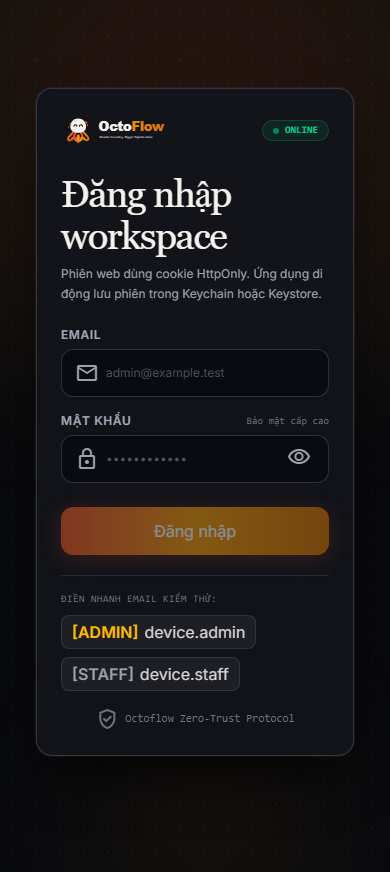 OctoFlow
ONLINE
Đăng nhập
workspace
Phiên web dùng cookie HttpOnly. Ứng dụng di
động lưu phiên trong Keychain hoặc Keystore.
EMAIL
admin@example.test
MẬT KHẨU
Bảo mật cấp cao
••••••••••••
Đăng nhập
ĐIỀN NHANH EMAIL KIỂM THỬ:
[ADMIN] device.admin
[STAFF] device.staff
Octoflow Zero-Trust Protocol